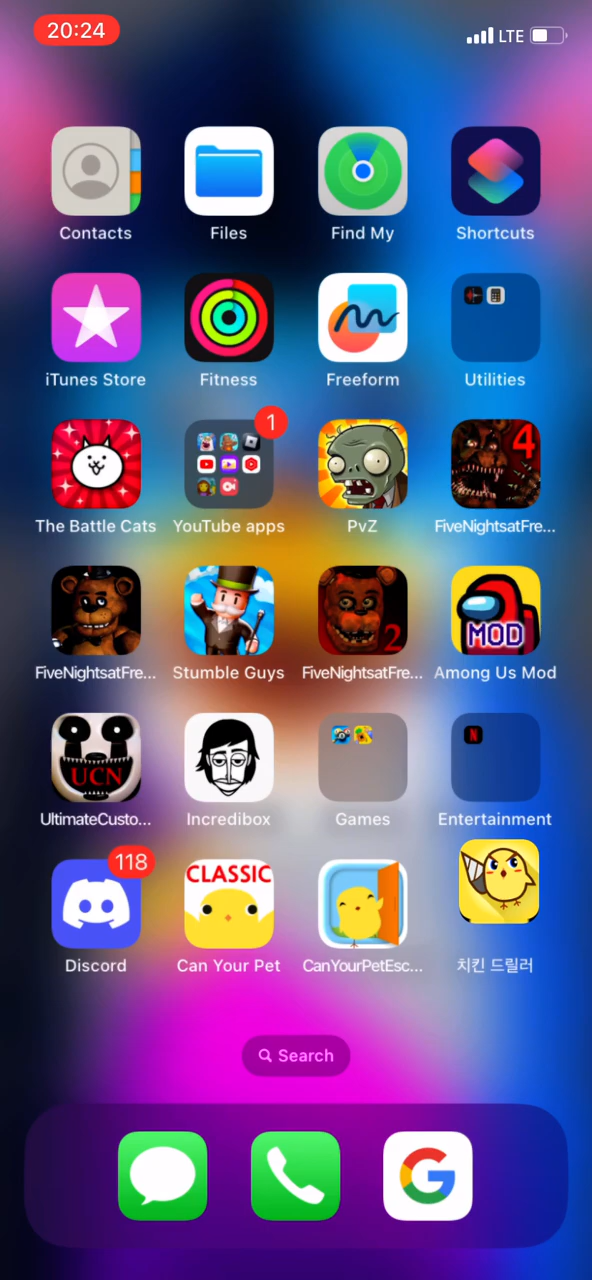 20:24
LTE
Contacts
Files
Find My
Shortcuts
iTunes Store
Fitness
Freeform
Utilities
1
4
The Battle Cats
YouTube apps
PvZ
FiveNightsatFre...
2
MOD
FiveNightsatFre...
Stumble Guys
FiveNightsatFre...
Among Us Mod
UCN
UltimateCusto...
Incredibox
Games
Entertainment
118
CLASSIC
Discord
Can Your Pet
CanYourPetEsc...
치킨 드릴러
Search